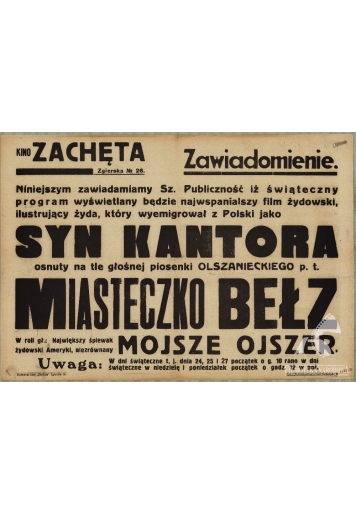 KINO ZACHĘTA
Zgierska № 26.
Zawiadomienie.
Niniejszym zawiadamiamy Sz. Publiczność iż świąteczny
program wyświetlany będzie najwspanialszy film żydowski,
ilustrujący żyda, który wyemigrował z Polski jako
SYN KANTORA
osnuty na tle głośnej piosenki OLSZANIECKIEGO p. t.
MIASTECZKO BEŁZ
W roli gł.: Największy śpiewak
żydowski Ameryki, niezrównany
MOJSZE OJSZER.
Uwaga:
W dni świąteczne t. j. dnia 24, 25 i 27 początek o g. 10 rano w dni
świąteczne w niedzielę i poniedziałek początek o godz. 12 w poł.